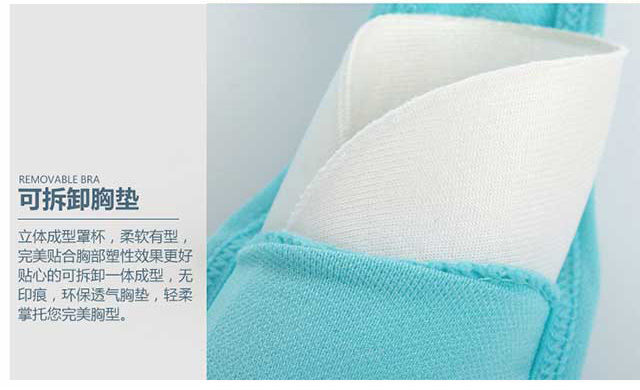 REMOVABLE BRA
可拆卸胸垫
立体成型罩杯，柔软有型，
完美贴合胸部塑性效果更好
贴心的可拆卸一体成型，无
印痕，环保透气胸垫，轻柔
掌托您完美胸型。